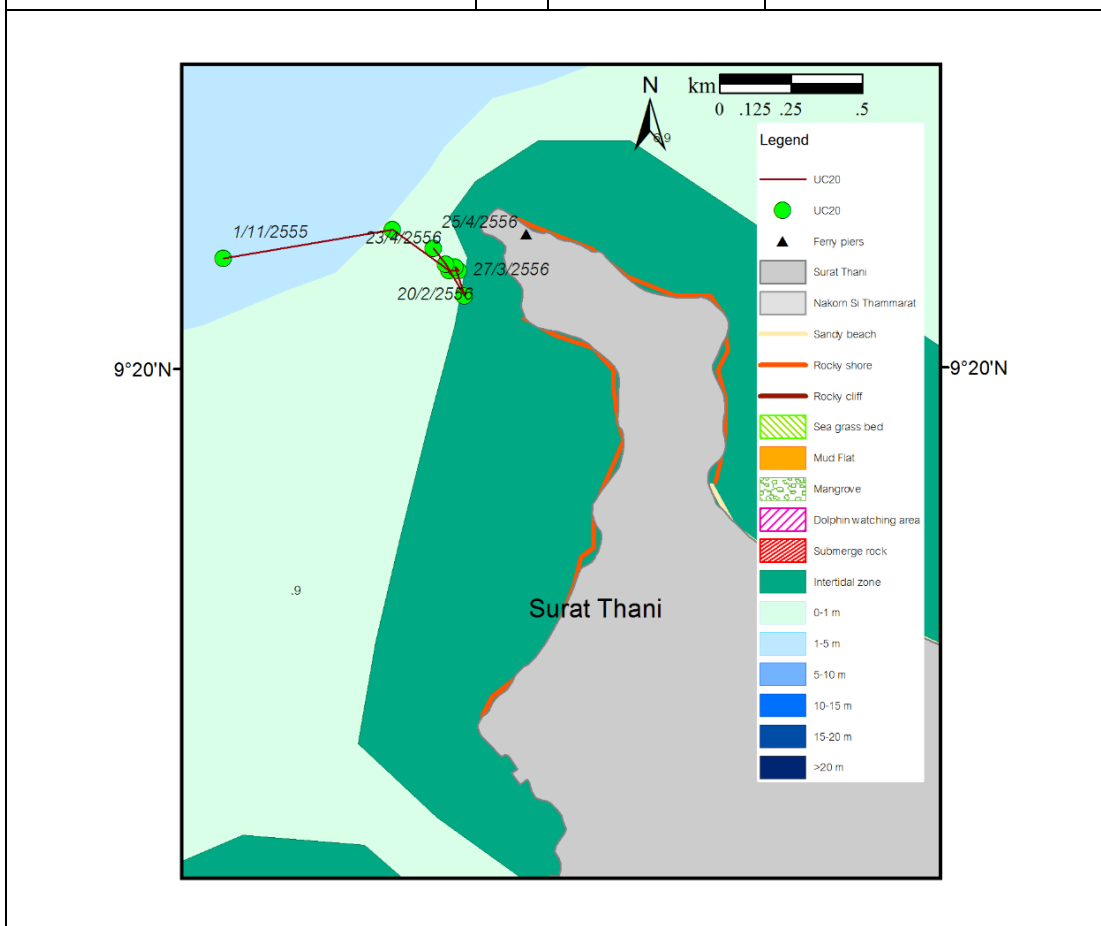 N
km
0 .125 .25 .5
6.9
Legend
UC20
UC20
Ferry piers
Surat Thani
Nakorn Si Thammarat
Sandy beach
Rocky shore
Rocky cliff
Sea grass bed
Mud Flat
Mangrove
Dolphin watching area
Submerge rock
Intertidal zone
0-1 m
1-5 m
5-10 m
10-15 m
15-20 m
>20 m
1/11/2555
23/4/2556
25/4/2556
27/3/2556
20/2/2556
9°20'N
9°20'N
.9
Surat Thani